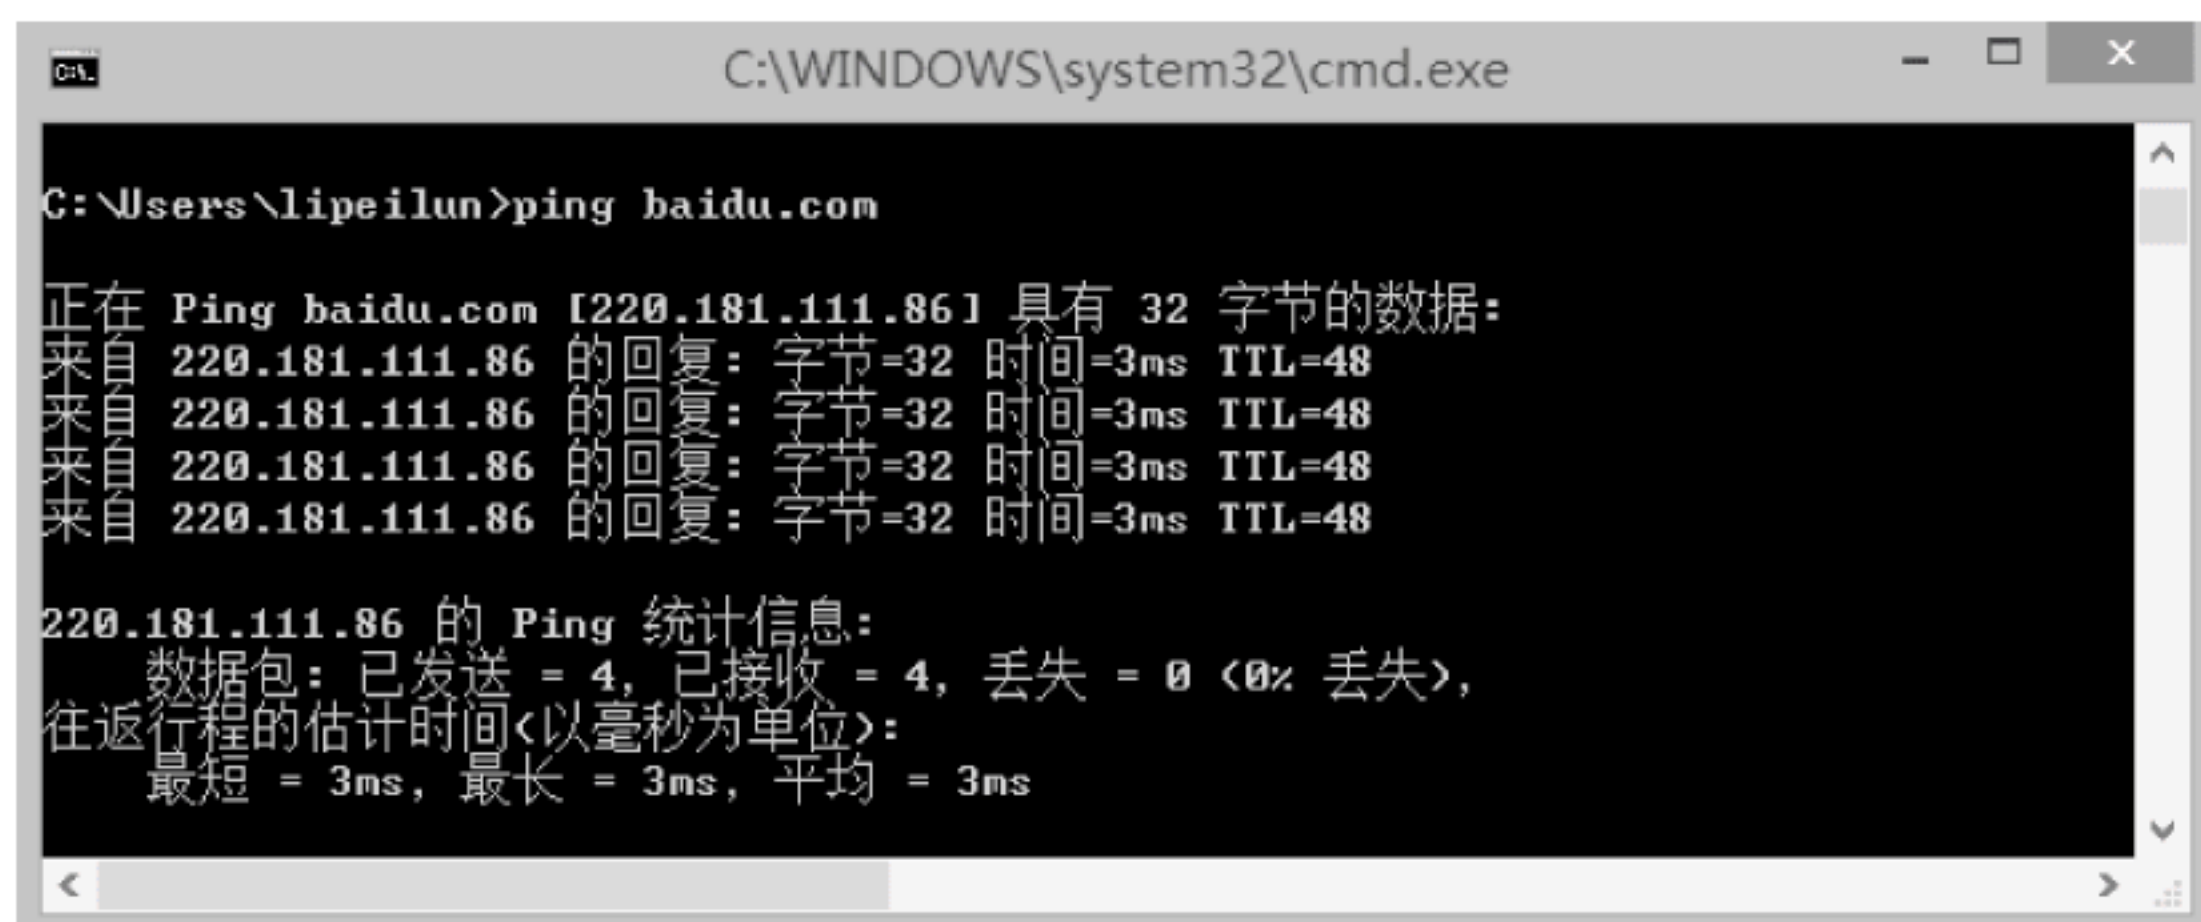 C:\WINDOWS\system32\cmd.exe
C:\Users\lipeilun>ping baidu.com
正在 Ping baidu.com [220.181.111.86] 具有 32 字节的数据:
来自 220.181.111.86 的回复: 字节=32 时间=3ms TTL=48
来自 220.181.111.86 的回复: 字节=32 时间=3ms TTL=48
来自 220.181.111.86 的回复: 字节=32 时间=3ms TTL=48
来自 220.181.111.86 的回复: 字节=32 时间=3ms TTL=48
220.181.111.86 的 Ping 统计信息:
数据包: 已发送 = 4, 已接收 = 4, 丢失 = 0 (0% 丢失),
往返行程的估计时间(以毫秒为单位):
最短 = 3ms, 最长 = 3ms, 平均 = 3ms